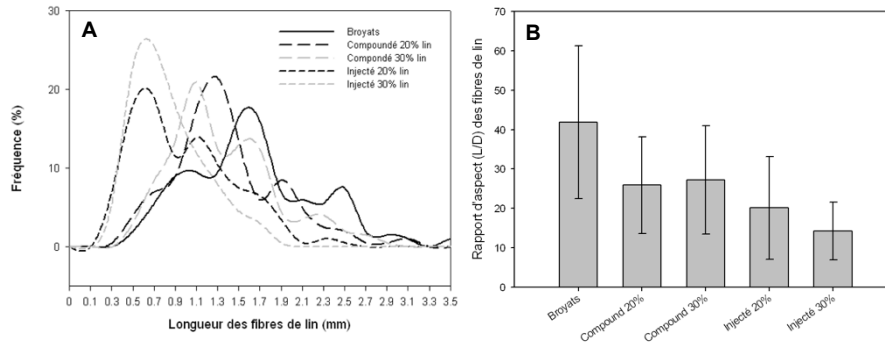 A
Fréquence (%)
30
20
10
0
Broyats
Compoundé 20% lin
Compondé 30% lin
Injecté 20% lin
Injecté 30% lin
0 0.1 0.3 0.5 0.7 0.9 1.1 1.3 1.5 1.7 1.9 2.1 2.3 2.5 2.7 2.9 3.1 3.3 3.5
Longueur des fibres de lin (mm)
B
Rapport d'aspect (L/D) des fibres de lin
70
60
50
40
30
20
10
0
Broyats
Compound 20%
Compound 30%
Injecté 20%
Injecté 30%